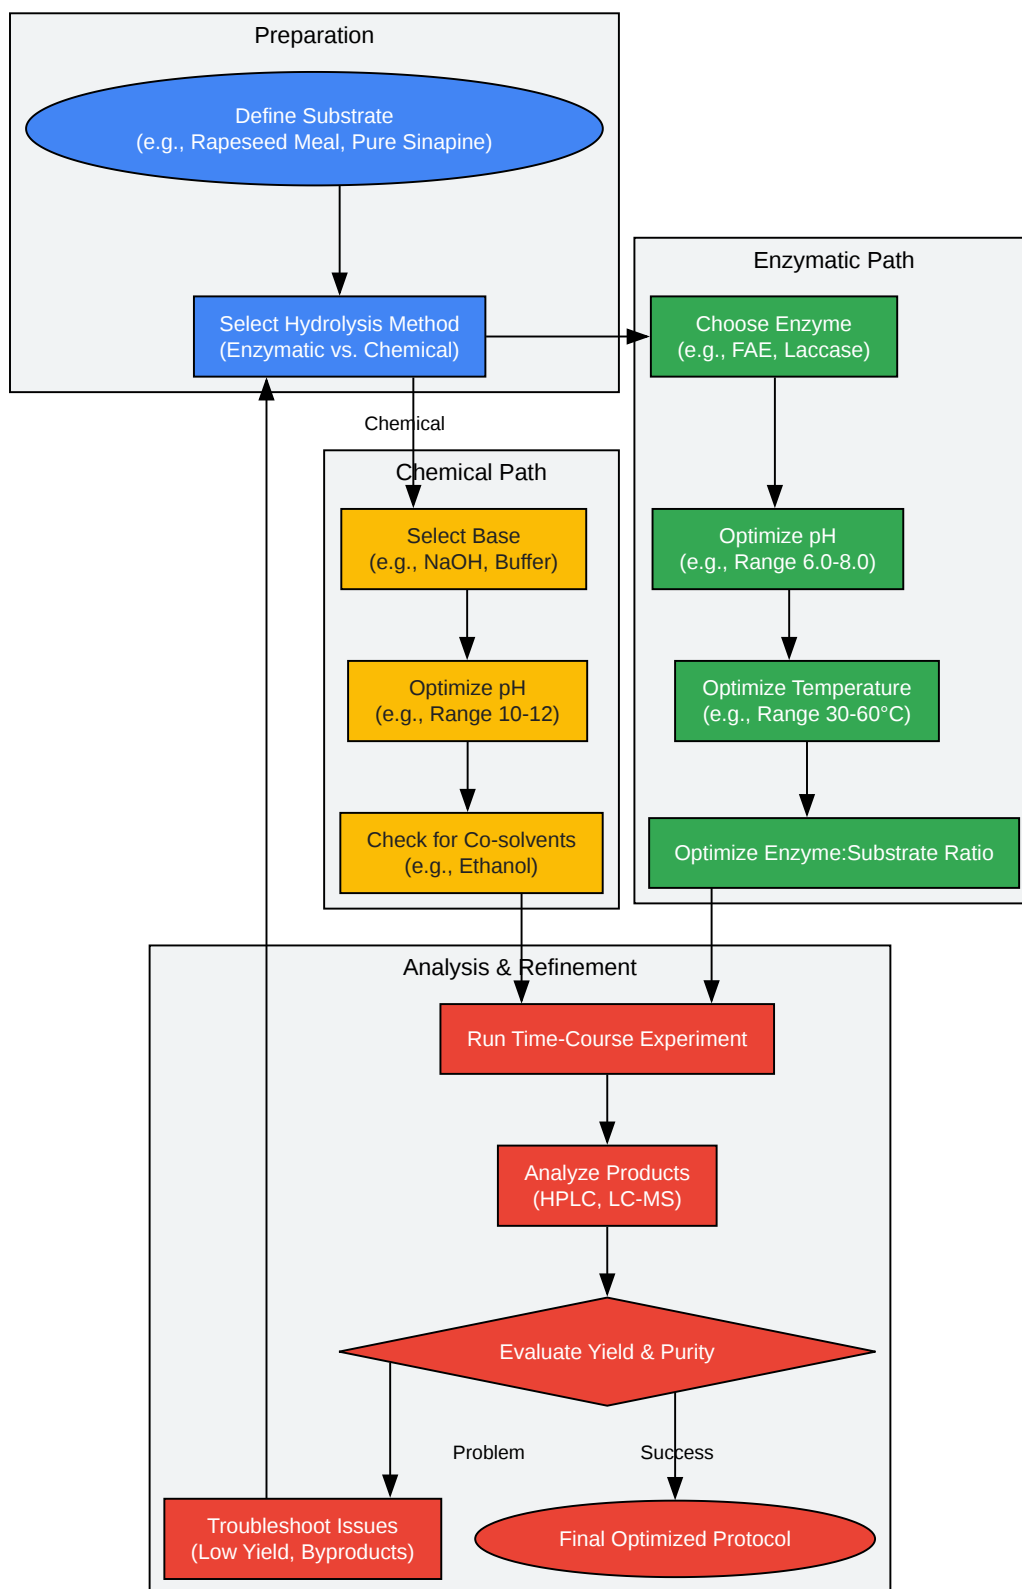 Preparation
Define Substrate
(e.g., Rapeseed Meal, Pure Sinapine)
Select Hydrolysis Method
(Enzymatic vs. Chemical)
Enzymatic Path
Choose Enzyme
(e.g., FAE, Laccase)
Chemical
Chemical Path
Select Base
(e.g., NaOH, Buffer)
Optimize pH
(e.g., Range 6.0-8.0)
Optimize pH
(e.g., Range 10-12)
Optimize Temperature
(e.g., Range 30-60°C)
Check for Co-solvents
(e.g., Ethanol)
Optimize Enzyme:Substrate Ratio
Analysis & Refinement
Run Time-Course Experiment
Analyze Products
(HPLC, LC-MS)
Evaluate Yield & Purity
Problem
Success
Troubleshoot Issues
(Low Yield, Byproducts)
Final Optimized Protocol